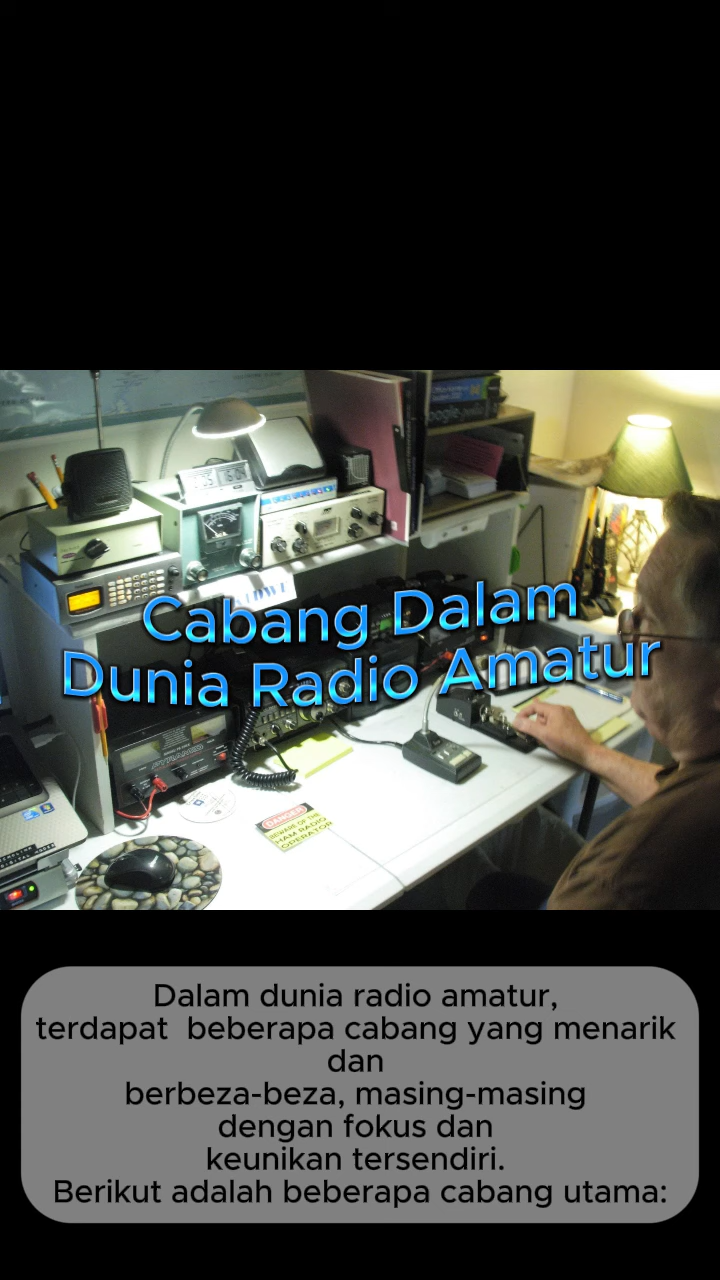 Cabang Dalam
Dunia Radio Amatur
PYRAMID
DANGER
BEWARE OF THE
HAM RADIO
OPERATOR
Dalam dunia radio amatur,
terdapat beberapa cabang yang menarik
dan
berbeza-beza, masing-masing
dengan fokus dan
keunikan tersendiri.
Berikut adalah beberapa cabang utama: